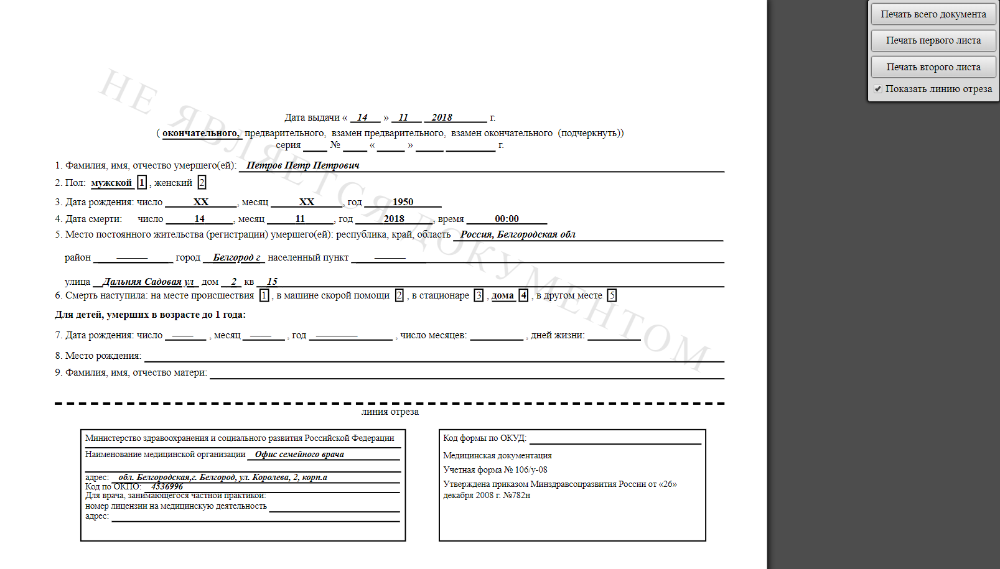 Печать всего документа
Печать первого листа
Печать второго листа
Показать линию отреза
НЕ ЯВЛЯЕТСЯ ДОКУМЕНТОМ
Дата выдачи « 14 » 11 2018 г.
( окончательного, предварительного, взамен предварительного, взамен окончательного (подчеркнуть))
серия № « » г.
1. Фамилия, имя, отчество умершего(ей): Петров Петр Петрович
2. Пол: мужской 1 , женский 2
3. Дата рождения: число XX , месяц XX , год 1950
4. Дата смерти: число 14 , месяц 11 , год 2018 , время 00:00
5. Место постоянного жительства (регистрации) умершего(ей): республика, край, область Россия, Белгородская обл
район город Белгород г населенный пункт
улица Дальняя Садовая ул дом 2 кв 15
6. Смерть наступила: на месте происшествия 1 , в машине скорой помощи 2 , в стационаре 3 , дома 4 , в другом месте 5
Для детей, умерших в возрасте до 1 года:
7. Дата рождения: число , месяц , год , число месяцев: , дней жизни:
8. Место рождения:
9. Фамилия, имя, отчество матери:
линия отреза
Министерство здравоохранения и социального развития Российской Федерации
Наименование медицинской организации Офис семейного врача
адрес: обл. Белгородская,г. Белгород, ул. Королева, 2, корп.а
Код по ОКПО: 4536996
Для врача, занимающегося частной практикой:
номер лицензии на медицинскую деятельность
адрес:
Код формы по ОКУД:
Медицинская документация
Учетная форма № 106/у-08
Утверждена приказом Минздравсоцразвития России от «26»
декабря 2008 г. №782н